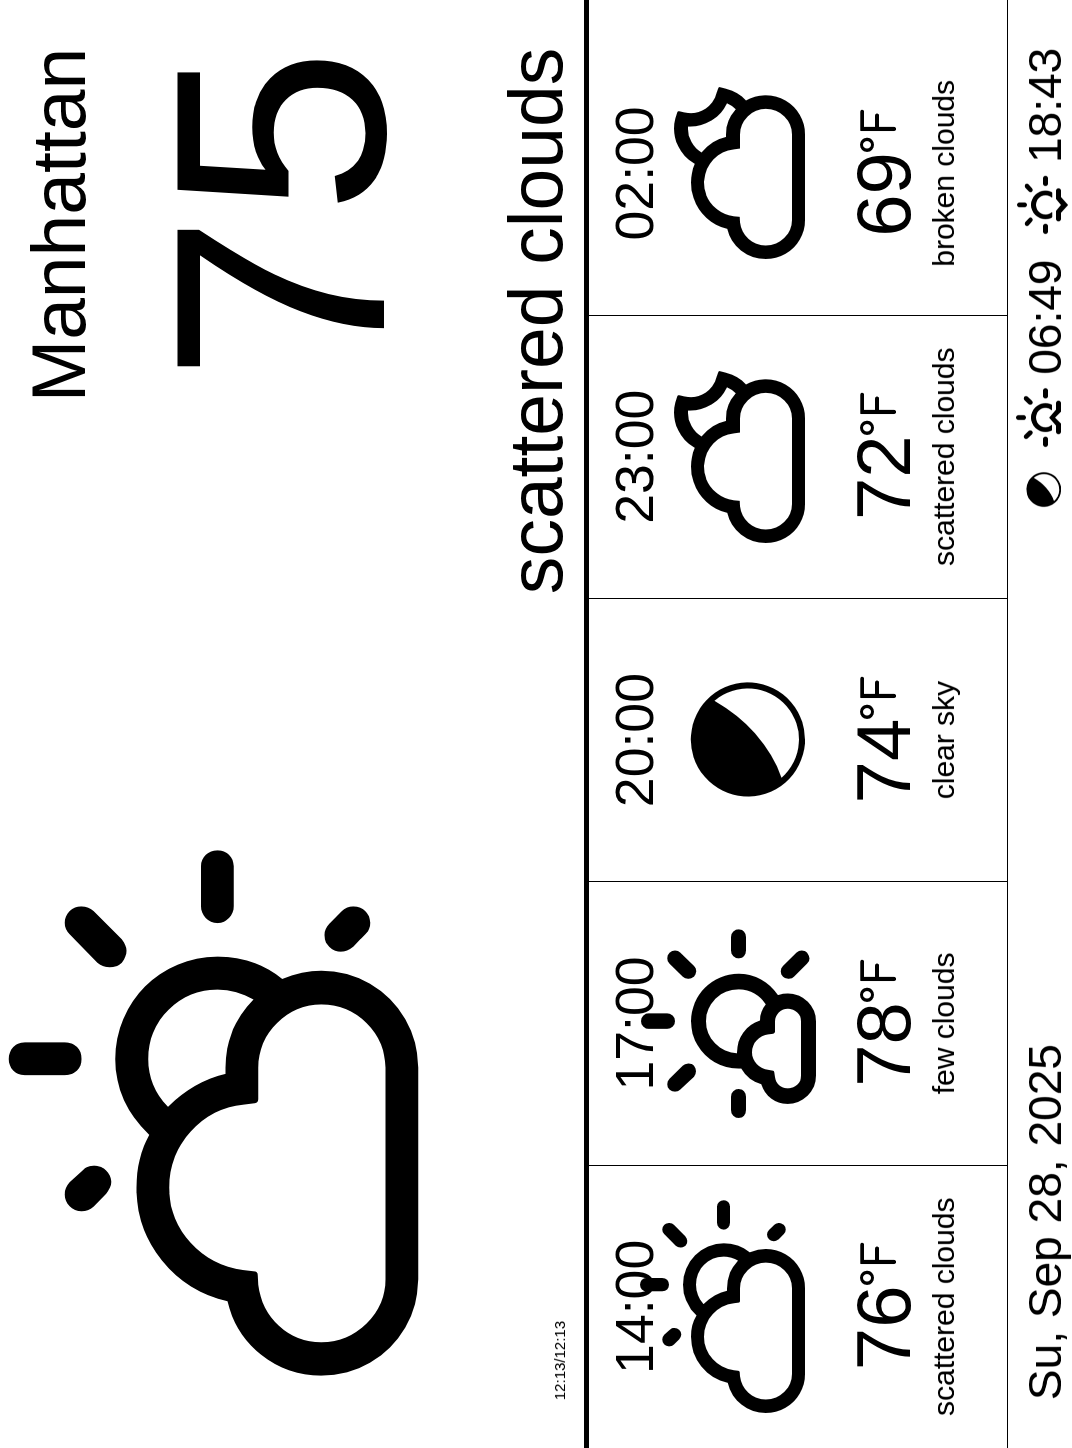 Manhattan
75
scattered clouds
12:13/12:13
14:00
76°F
scattered clouds
17:00
78°F
few clouds
20:00
74°F
clear sky
23:00
72°F
scattered clouds
02:00
69°F
broken clouds
Su, Sep 28, 2025
06:49
18:43